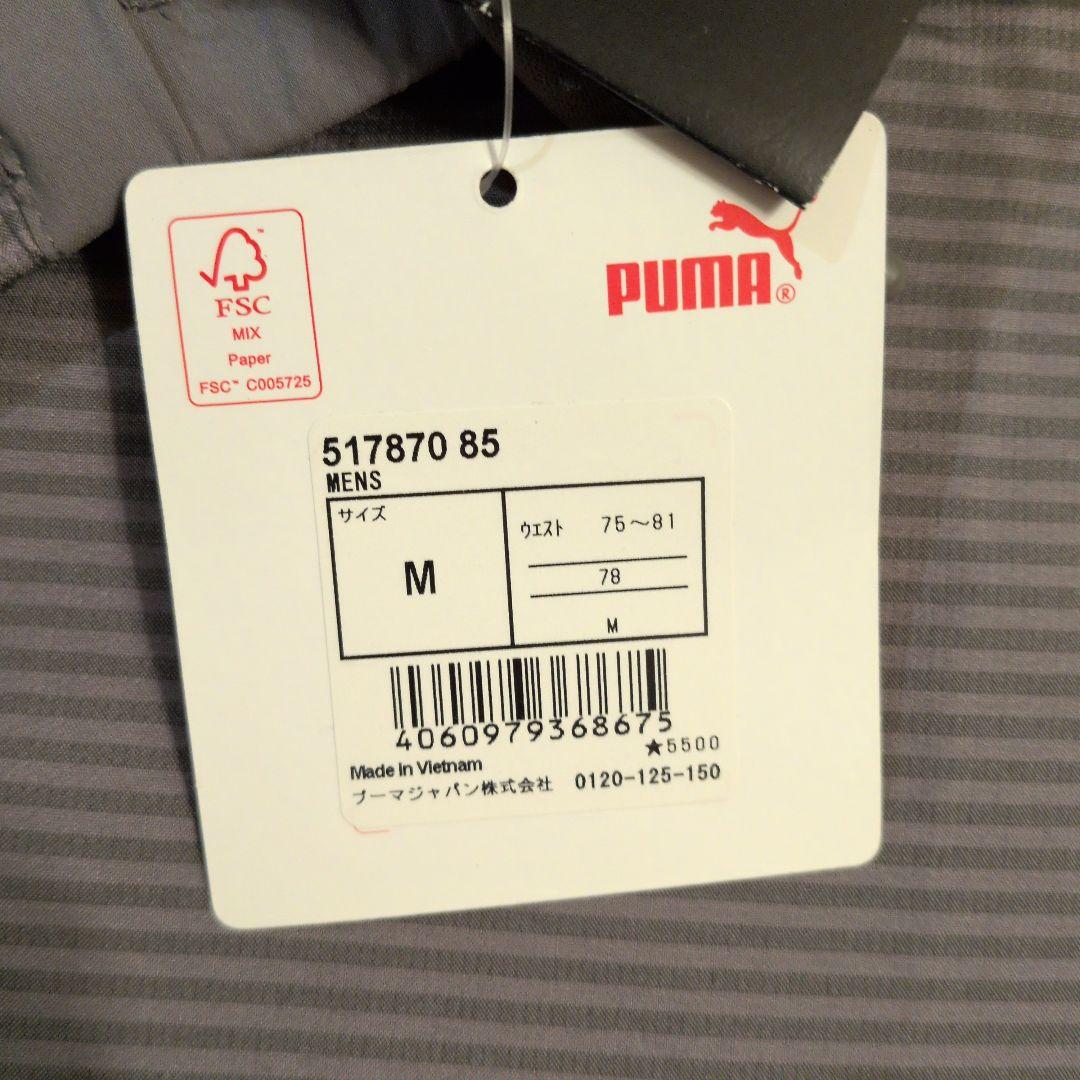 FSC
MIX
Paper
FSC™ C005725
PUMA®
517870 85
MENS
サイズ
M
ウエスト 75～81
78
M
4060979368675
★5500
Made in Vietnam
プーマジャパン株式会社 0120-125-150